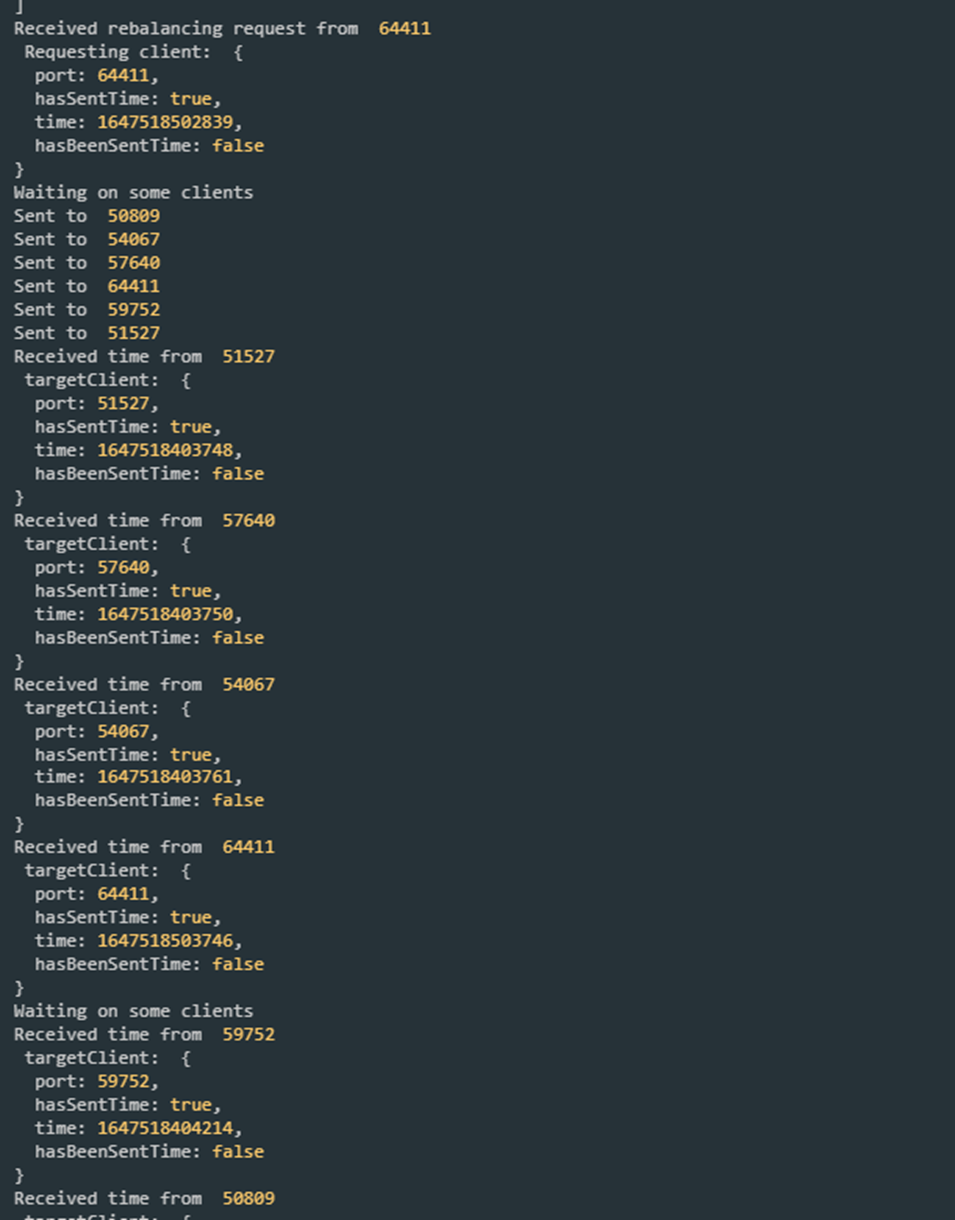 ]
Received rebalancing request from  64411
 Requesting client:  {
  port: 64411,
  hasSentTime: true,
  time: 1647518502839,
  hasBeenSentTime: false
}
Waiting on some clients
Sent to  50809
Sent to  54067
Sent to  57640
Sent to  64411
Sent to  59752
Sent to  51527
Received time from  51527
 targetClient:  {
  port: 51527,
  hasSentTime: true,
  time: 1647518403748,
  hasBeenSentTime: false
}
Received time from  57640
 targetClient:  {
  port: 57640,
  hasSentTime: true,
  time: 1647518403750,
  hasBeenSentTime: false
}
Received time from  54067
 targetClient:  {
  port: 54067,
  hasSentTime: true,
  time: 1647518403761,
  hasBeenSentTime: false
}
Received time from  64411
 targetClient:  {
  port: 64411,
  hasSentTime: true,
  time: 1647518503746,
  hasBeenSentTime: false
}
Waiting on some clients
Received time from  59752
 targetClient:  {
  port: 59752,
  hasSentTime: true,
  time: 1647518404214,
  hasBeenSentTime: false
}
Received time from  50809
 targetClient:  {